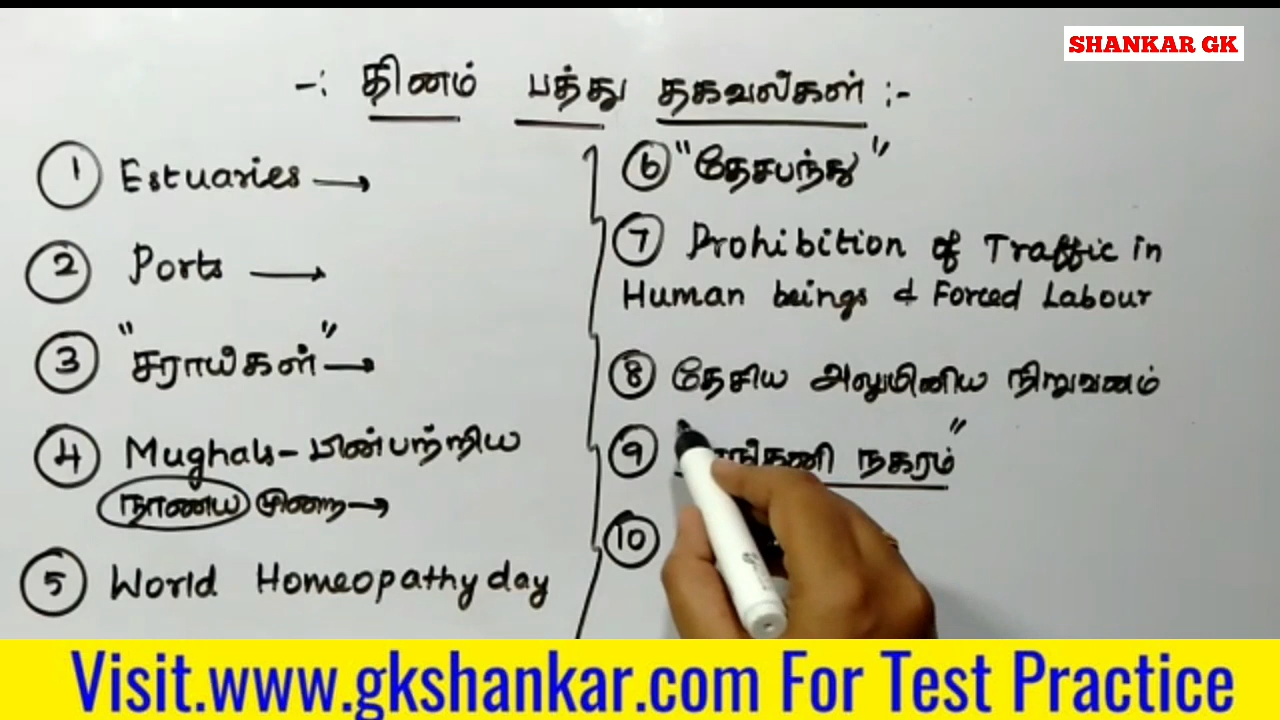 SHANKAR GK
-: தினம் பத்து தகவல்கள் :-
1 Estuaries →
2 Ports →
3 "சராய்கள்" →
4 Mughals - பின்பற்றிய
நாணய முறை →
5 World Homeopathy day
6 "தேசபந்து"
7 Prohibition of Traffic in
Human beings & Forced Labour
8 தேசிய அலுமினிய நிறுவனம்
9 நகரம்"
10
Visit.www.gkshankar.com For Test Practice